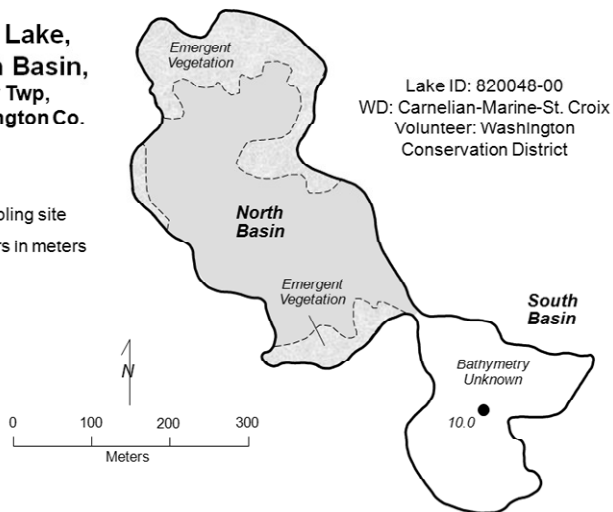 Lake,
Basin,
Twp,
ngton Co.
Lake ID: 820048-00
WD: Carnelian-Marine-St. Croix
Volunteer: Washington
Conservation District
Emergent
Vegetation
pling site
rs in meters
North
Basin
Emergent
Vegetation
South
Basin
Bathymetry
Unknown
10.0
N
0 100 200 300
Meters